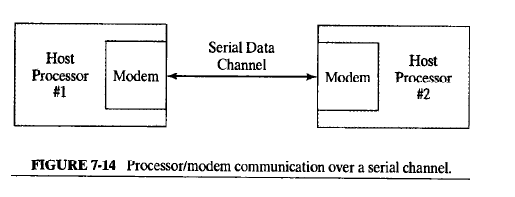 Host
Processor
#1
Modem
Serial Data
Channel
Modem
Host
Processor
#2
FIGURE 7-14 Processor/modem communication over a serial channel.